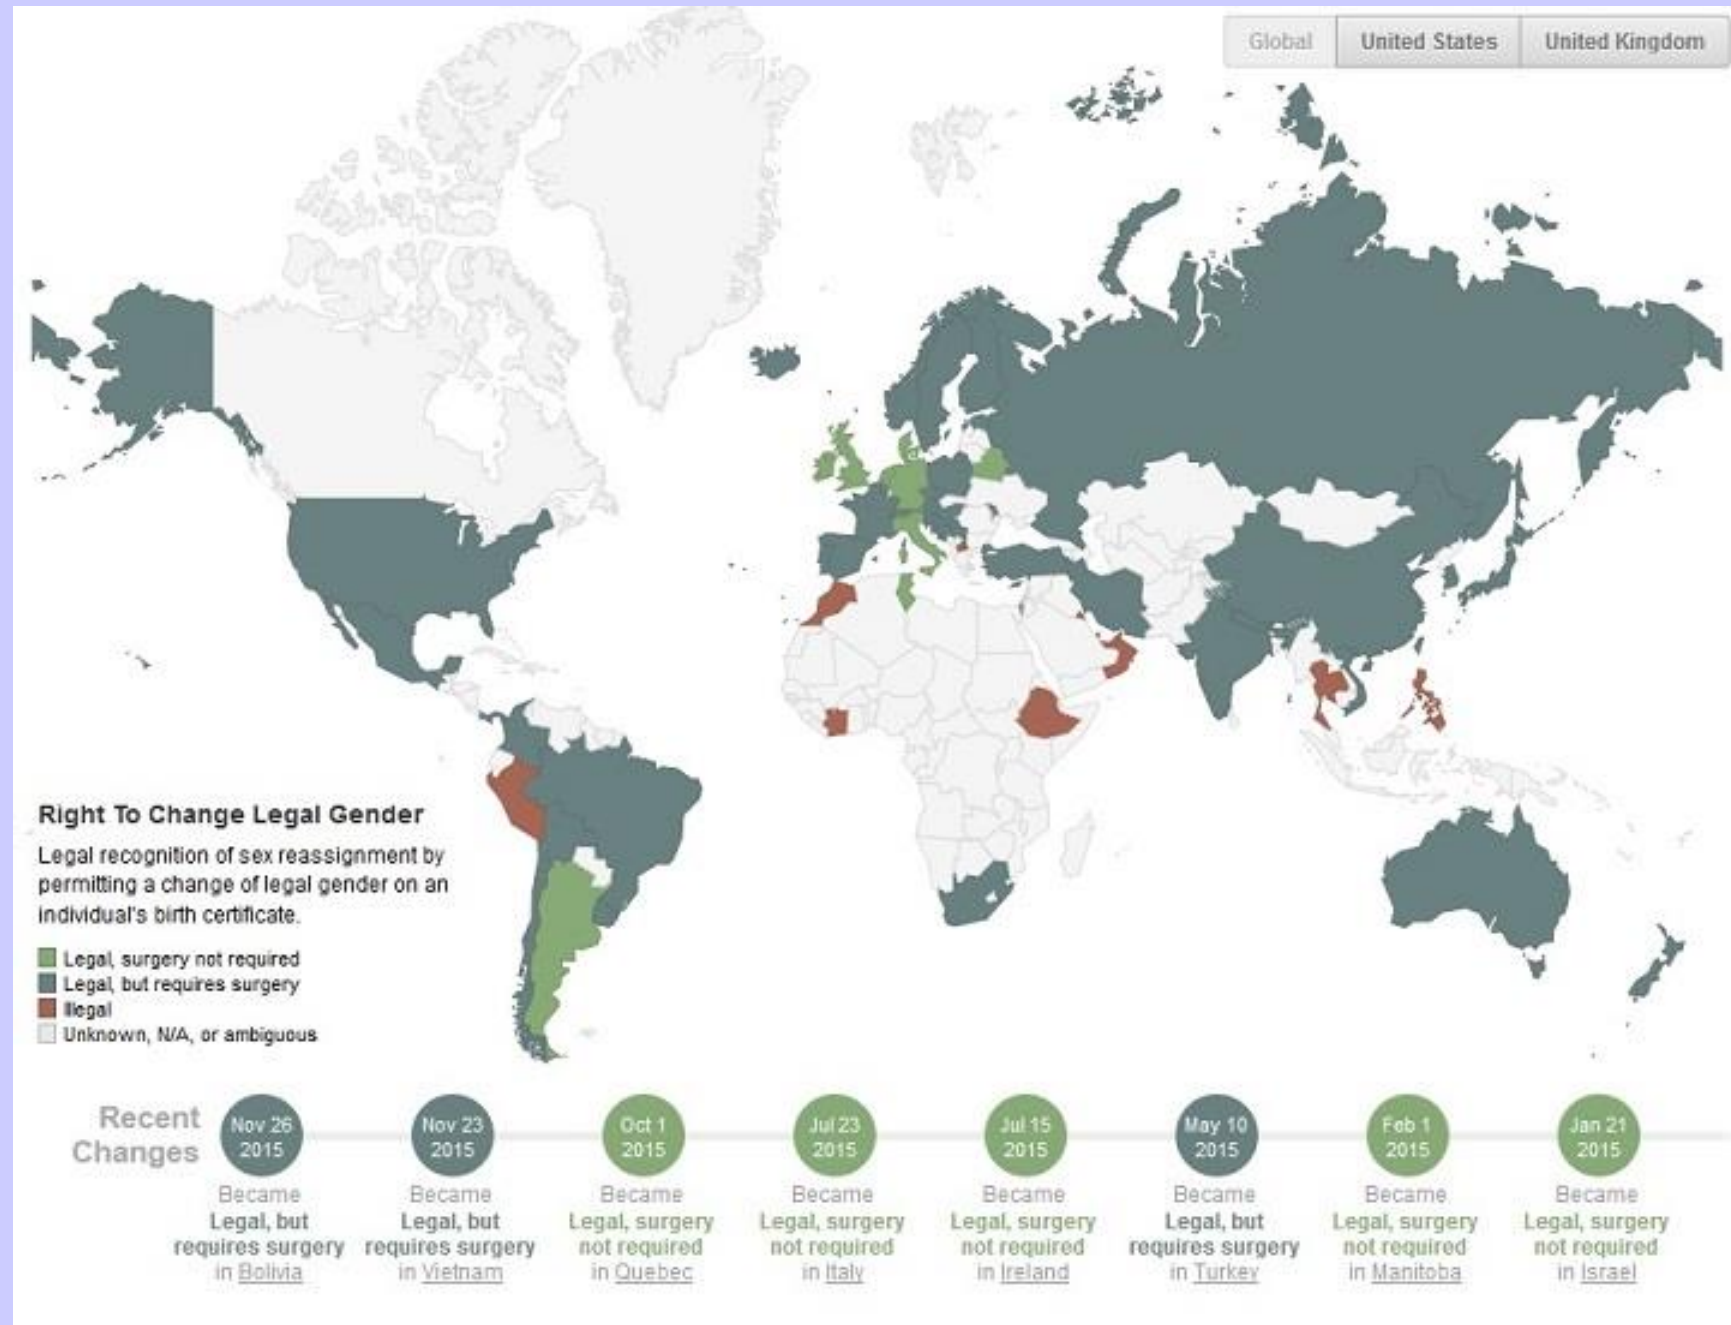 Global
United States
United Kingdom
Right To Change Legal Gender
Legal recognition of sex reassignment by
permitting a change of legal gender on an
individual's birth certificate.
Legal, surgery not required
Legal, but requires surgery
Illegal
Unknown, N/A, or ambiguous
Recent
Changes
Nov 26
2015
Became
Legal, but
requires surgery
in Bolivia
Nov 23
2015
Became
Legal, but
requires surgery
in Vietnam
Oct 1
2015
Became
Legal, surgery
not required
in Quebec
Jul 23
2015
Became
Legal, surgery
not required
in Italy
Jul 15
2015
Became
Legal, surgery
not required
in Ireland
May 10
2015
Became
Legal, but
requires surgery
in Turkey
Feb 1
2015
Became
Legal, surgery
not required
in Manitoba
Jan 21
2015
Became
Legal, surgery
not required
in Israel